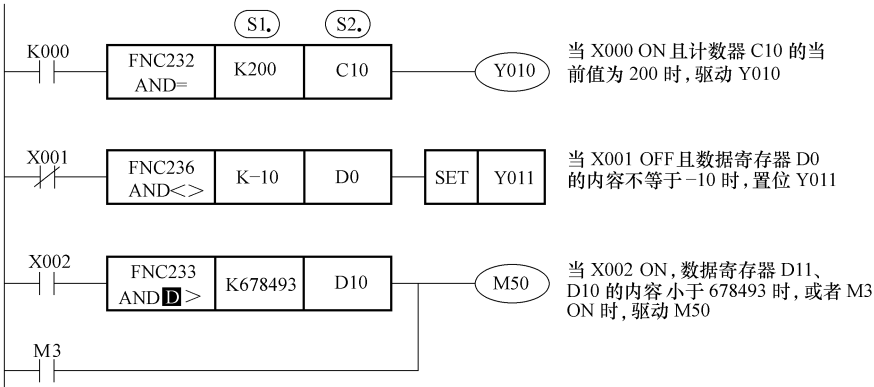 S1. S2.
K000 FNC232 AND= K200 C10 Y010
当 X000 ON 且计数器 C10 的当
前值为 200 时,驱动 Y010
X001 FNC236 AND<> K-10 D0 SET Y011
当 X001 OFF 且数据寄存器 D0
的内容不等于-10 时,置位 Y011
X002 FNC233 AND D > K678493 D10 M50
当 X002 ON,数据寄存器 D11、
D10 的内容小于 678493 时,或者 M3
ON 时,驱动 M50
M3